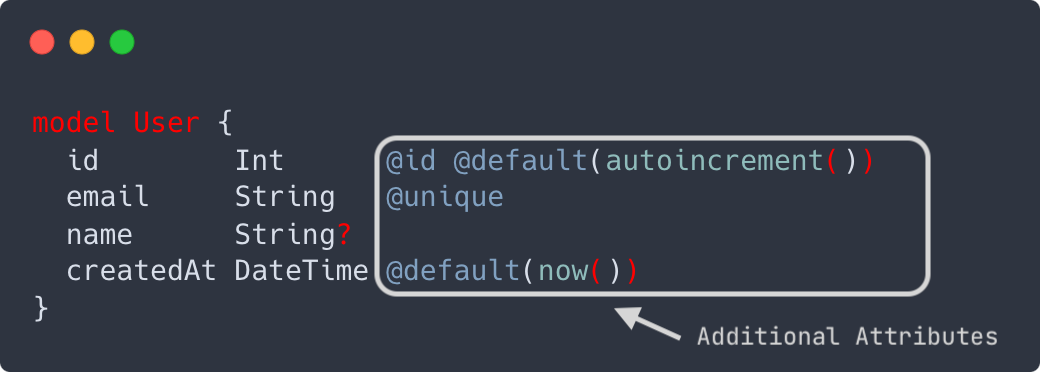 model User {
  id        Int      @id @default(autoincrement())
  email     String   @unique
  name      String?
  createdAt DateTime @default(now())
}
Additional Attributes